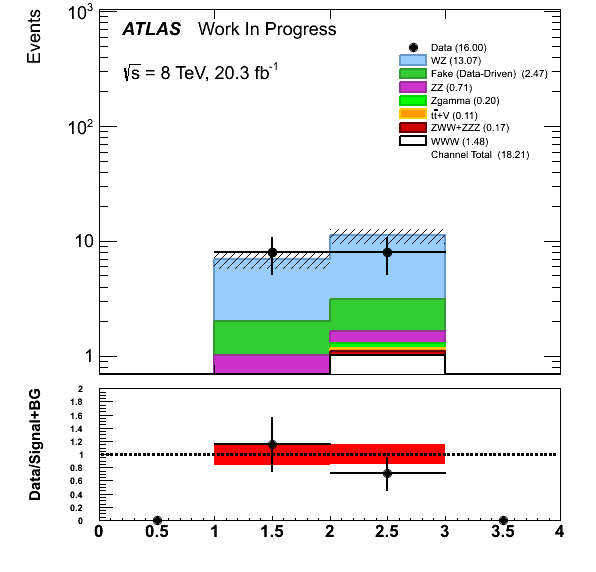 Events
10³
10²
10
1
ATLAS Work In Progress
√s = 8 TeV, 20.3 fb⁻¹
Data (16.00)
WZ (13.07)
Fake (Data-Driven) (2.47)
ZZ (0.71)
Zgamma (0.20)
tt̄+V (0.11)
ZWW+ZZZ (0.17)
WWW (1.48)
Channel Total (18.21)
Data/Signal+BG
2
1.8
1.6
1.4
1.2
1
0.8
0.6
0.4
0.2
0
0 0.5 1 1.5 2 2.5 3 3.5 4